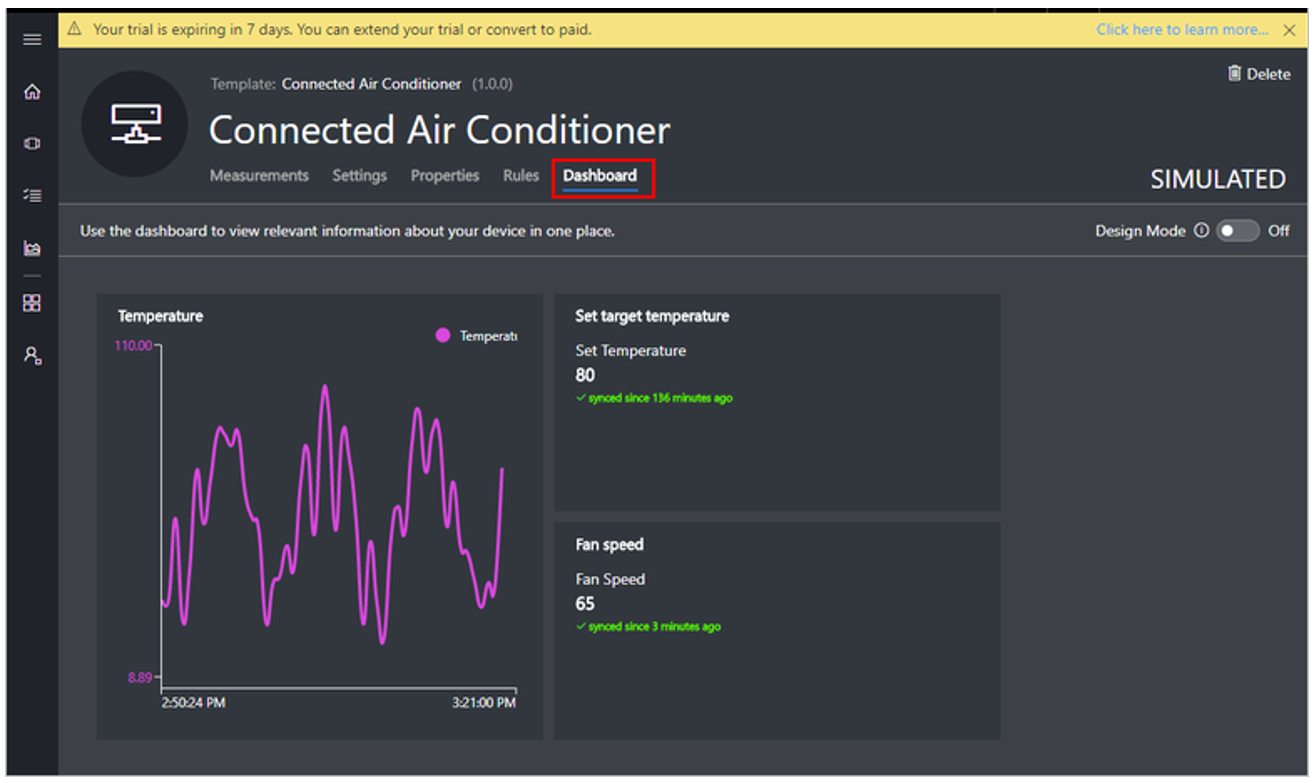 Your trial is expiring in 7 days. You can extend your trial or convert to paid. Click here to learn more...
Delete
Template: Connected Air Conditioner (1.0.0)
Connected Air Conditioner
Measurements Settings Properties Rules Dashboard
SIMULATED
Use the dashboard to view relevant information about your device in one place. Design Mode Off
Temperature
Temperatu
110.00
8.89
2:50:24 PM 3:21:00 PM
Set target temperature
Set Temperature
80
synced since 136 minutes ago
Fan speed
Fan Speed
65
synced since 3 minutes ago